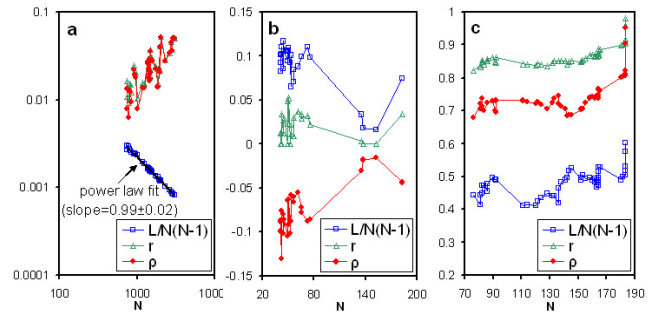 a
0.1
0.01
0.001
0.0001
power law fit
(slope=0.99±0.02)
L/N(N-1)
r
ρ
100
1000
1000
N
b
0.15
0.1
0.05
0
-0.05
-0.1
-0.15
L/N(N-1)
r
ρ
20
80
140
200
N
c
1
0.9
0.8
0.7
0.6
0.5
0.4
0.3
0.2
L/N(N-1)
r
ρ
70
90
110
130
150
170
190
N